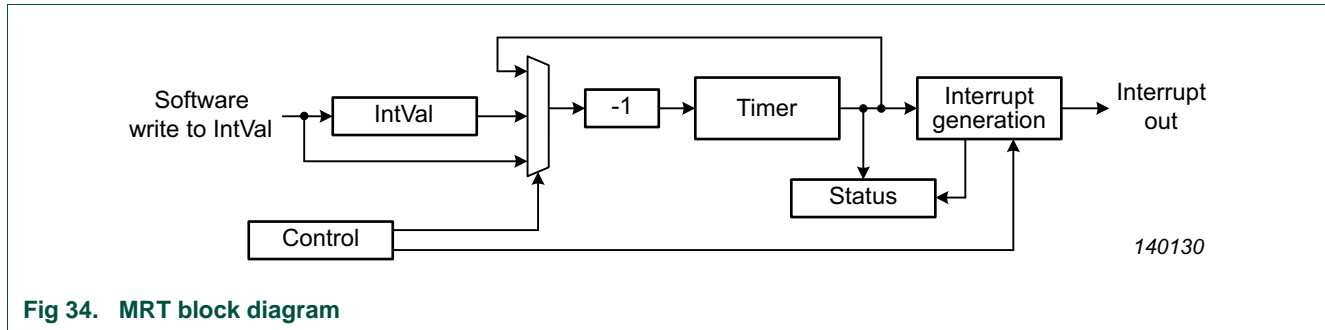 Software
write to IntVal
IntVal
-1
Timer
Interrupt
generation
Interrupt
out
Status
Control
140130
Fig 34. MRT block diagram